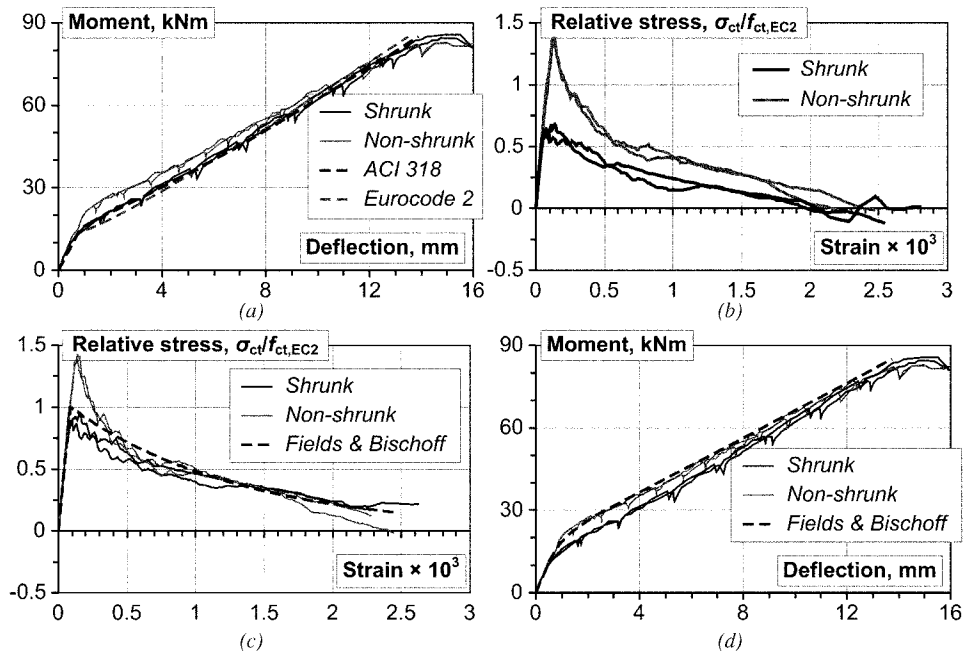 Moment, kNm
90
60
30
0
Shrunk
Non-shrunk
ACI 318
Eurocode 2
Deflection, mm
0 4 8 12 16
(a)
Relative stress, σct/fct,EC2
1.5
1
0.5
0
-0.5
Shrunk
Non-shrunk
Strain × 10³
0 0.5 1 1.5 2 2.5 3
(b)
Relative stress, σct/fct,EC2
1.5
1
0.5
0
-0.5
Shrunk
Non-shrunk
Fields & Bischoff
Strain × 10³
0 0.5 1 1.5 2 2.5 3
(c)
Moment, kNm
90
60
30
0
Shrunk
Non-shrunk
Fields & Bischoff
Deflection, mm
0 4 8 12 16
(d)